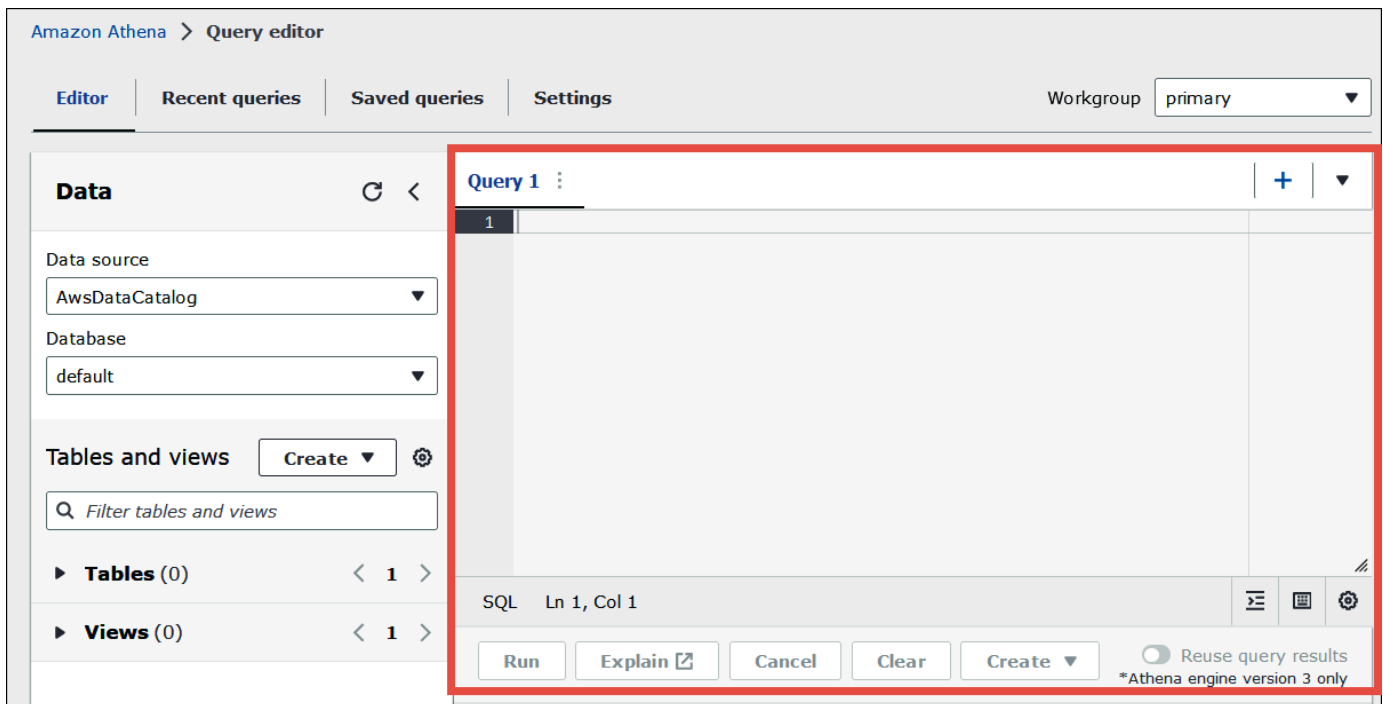 Amazon Athena > Query editor
Editor Recent queries Saved queries Settings Workgroup primary
Data
Data source
AwsDataCatalog
Database
default
Tables and views Create
Filter tables and views
Tables (0) < 1 >
Views (0) < 1 >
Query 1 +
1
SQL Ln 1, Col 1
Run Explain Cancel Clear Create Reuse query results
*Athena engine version 3 only